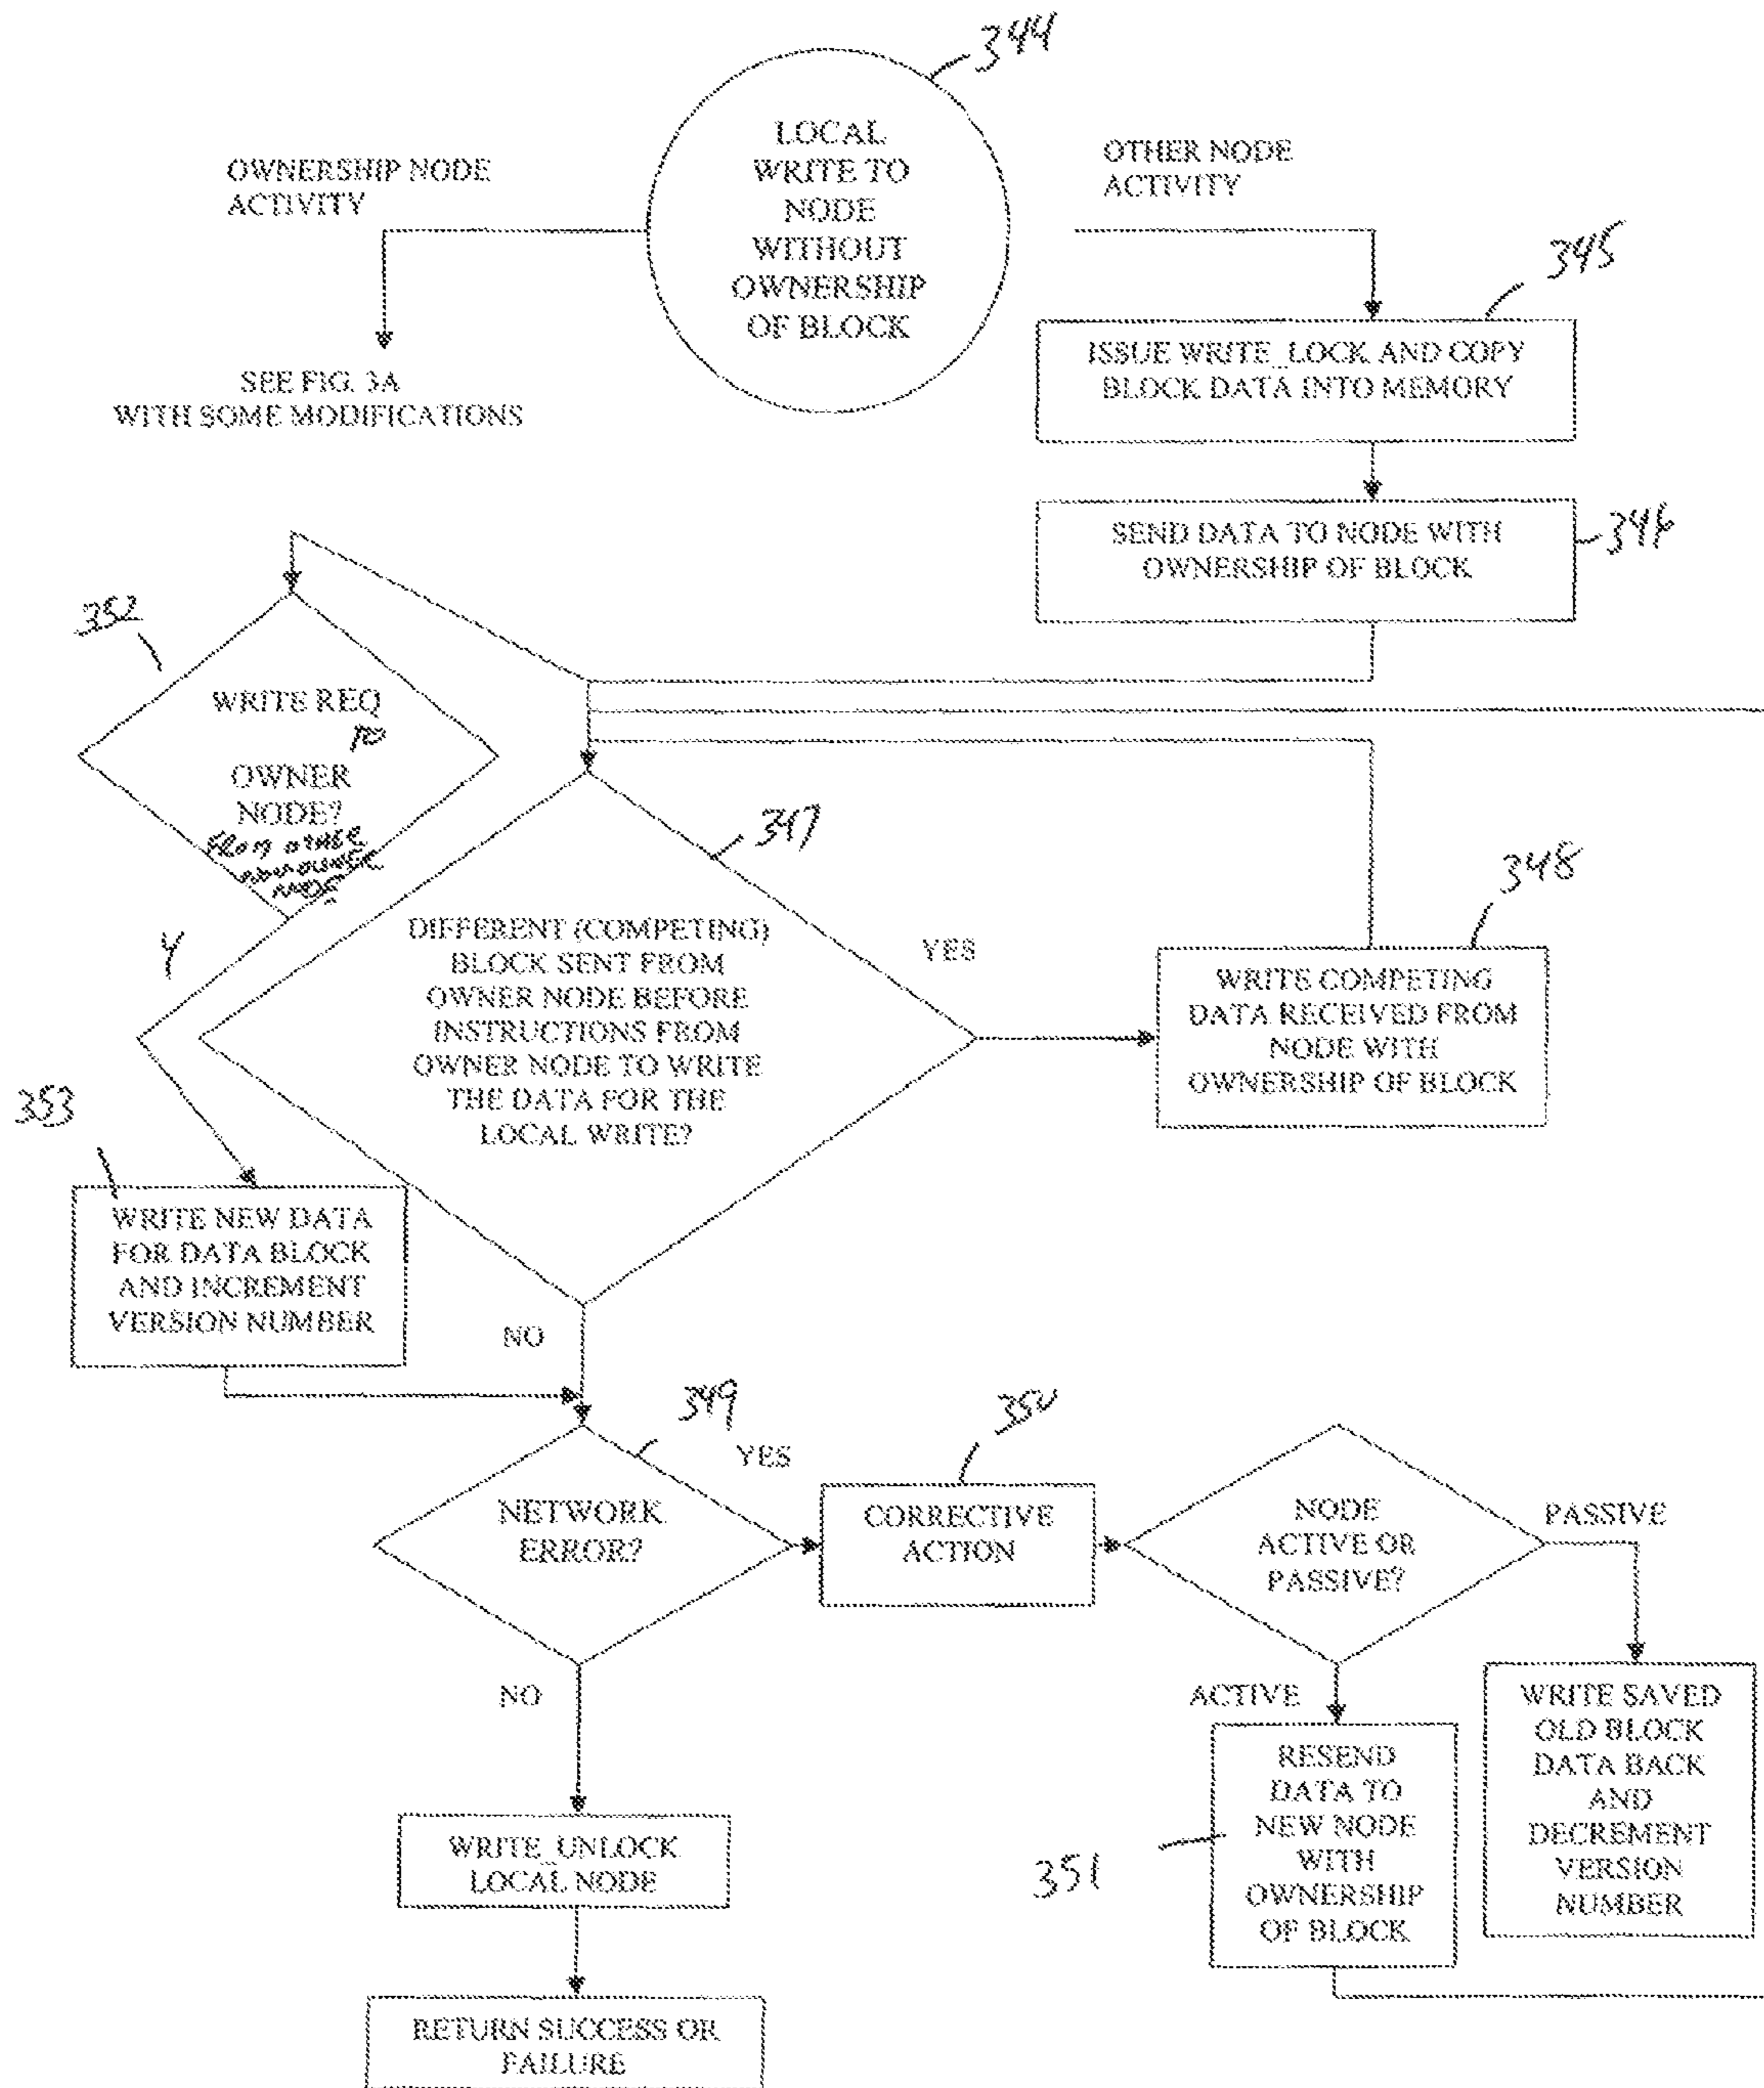 344
LOCAL
WRITE TO
NODE
WITHOUT
OWNERSHIP
OF BLOCK
OWNERSHIP NODE
ACTIVITY
OTHER NODE
ACTIVITY
SEE FIG. 3A
WITH SOME MODIFICATIONS
345
ISSUE WRITE_LOCK AND COPY
BLOCK DATA INTO MEMORY
346
SEND DATA TO NODE WITH
OWNERSHIP OF BLOCK
352
WRITE REQ
TO
OWNER
NODE?
FROM OTHER
NON-OWNER
NODE
347
DIFFERENT (COMPETING)
BLOCK SENT FROM
OWNER NODE BEFORE
INSTRUCTIONS FROM
OWNER NODE TO WRITE
THE DATA FOR THE
LOCAL WRITE?
YES
348
WRITE COMPETING
DATA RECEIVED FROM
NODE WITH
OWNERSHIP OF BLOCK
Y
353
WRITE NEW DATA
FOR DATA BLOCK
AND INCREMENT
VERSION NUMBER
NO
349
NETWORK
ERROR?
YES
350
CORRECTIVE
ACTION
NODE
ACTIVE OR
PASSIVE?
PASSIVE
NO
ACTIVE
WRITE_UNLOCK
LOCAL NODE
351
RESEND
DATA TO
NEW NODE
WITH
OWNERSHIP
OF BLOCK
WRITE SAVED
OLD BLOCK
DATA BACK
AND
DECREMENT
VERSION
NUMBER
RETURN SUCCESS OR
FAILURE